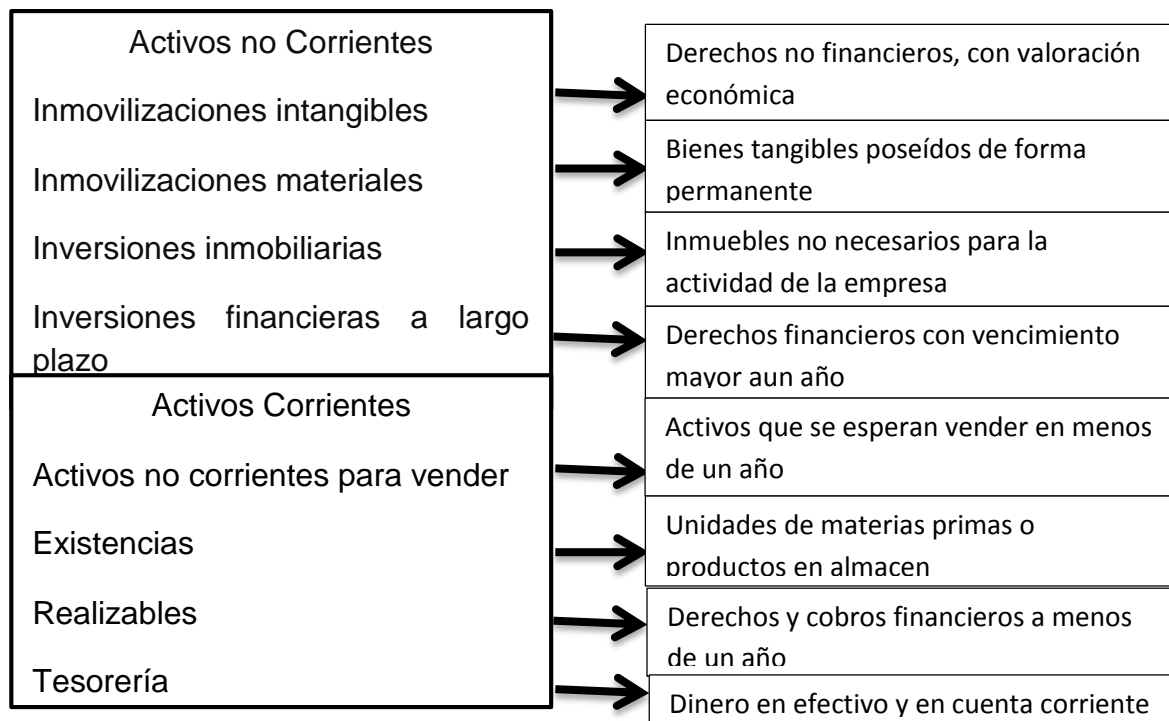 Activos no Corrientes
Inmovilizaciones intangibles
Inmovilizaciones materiales
Inversiones inmobiliarias
Inversiones financieras a largo
plazo
Derechos no financieros, con valoración
económica
Bienes tangibles poseídos de forma
permanente
Inmuebles no necesarios para la
actividad de la empresa
Derechos financieros con vencimiento
mayor aun año
Activos Corrientes
Activos no corrientes para vender
Existencias
Realizables
Tesorería
Activos que se esperan vender en menos
de un año
Unidades de materias primas o
productos en almacen
Derechos y cobros financieros a menos
de un año
Dinero en efectivo y en cuenta corriente